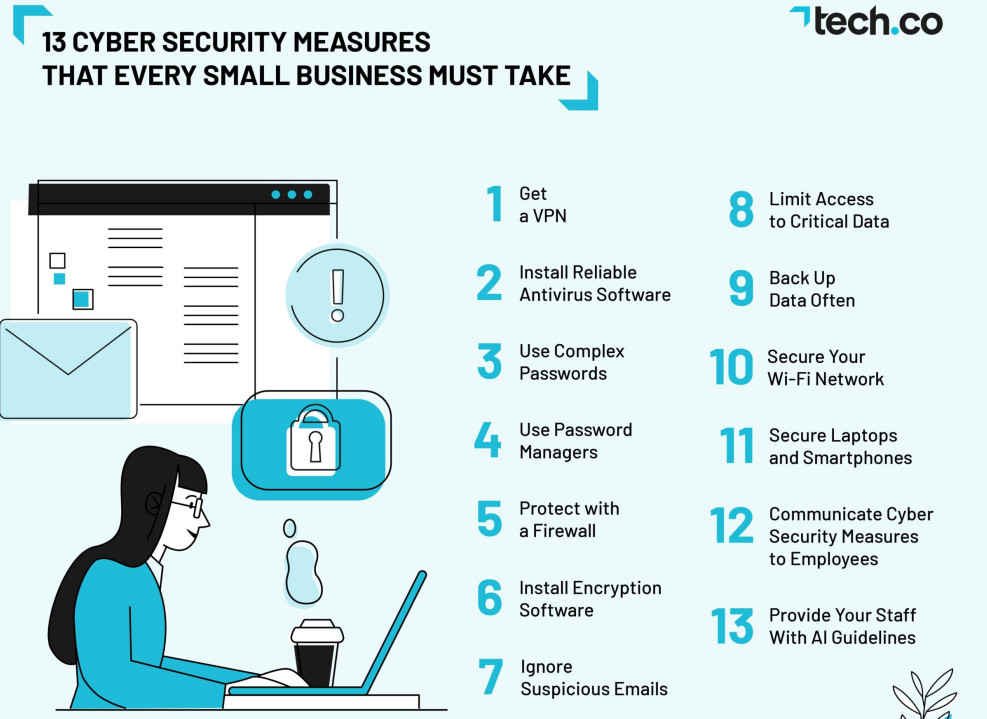 13 CYBER SECURITY MEASURES
THAT EVERY SMALL BUSINESS MUST TAKE
tech.co
1 Get
a VPN
2 Install Reliable
Antivirus Software
3 Use Complex
Passwords
4 Use Password
Managers
5 Protect with
a Firewall
6 Install Encryption
Software
7 Ignore
Suspicious Emails
8 Limit Access
to Critical Data
9 Back Up
Data Often
10 Secure Your
Wi-Fi Network
11 Secure Laptops
and Smartphones
12 Communicate Cyber
Security Measures
to Employees
13 Provide Your Staff
With AI Guidelines